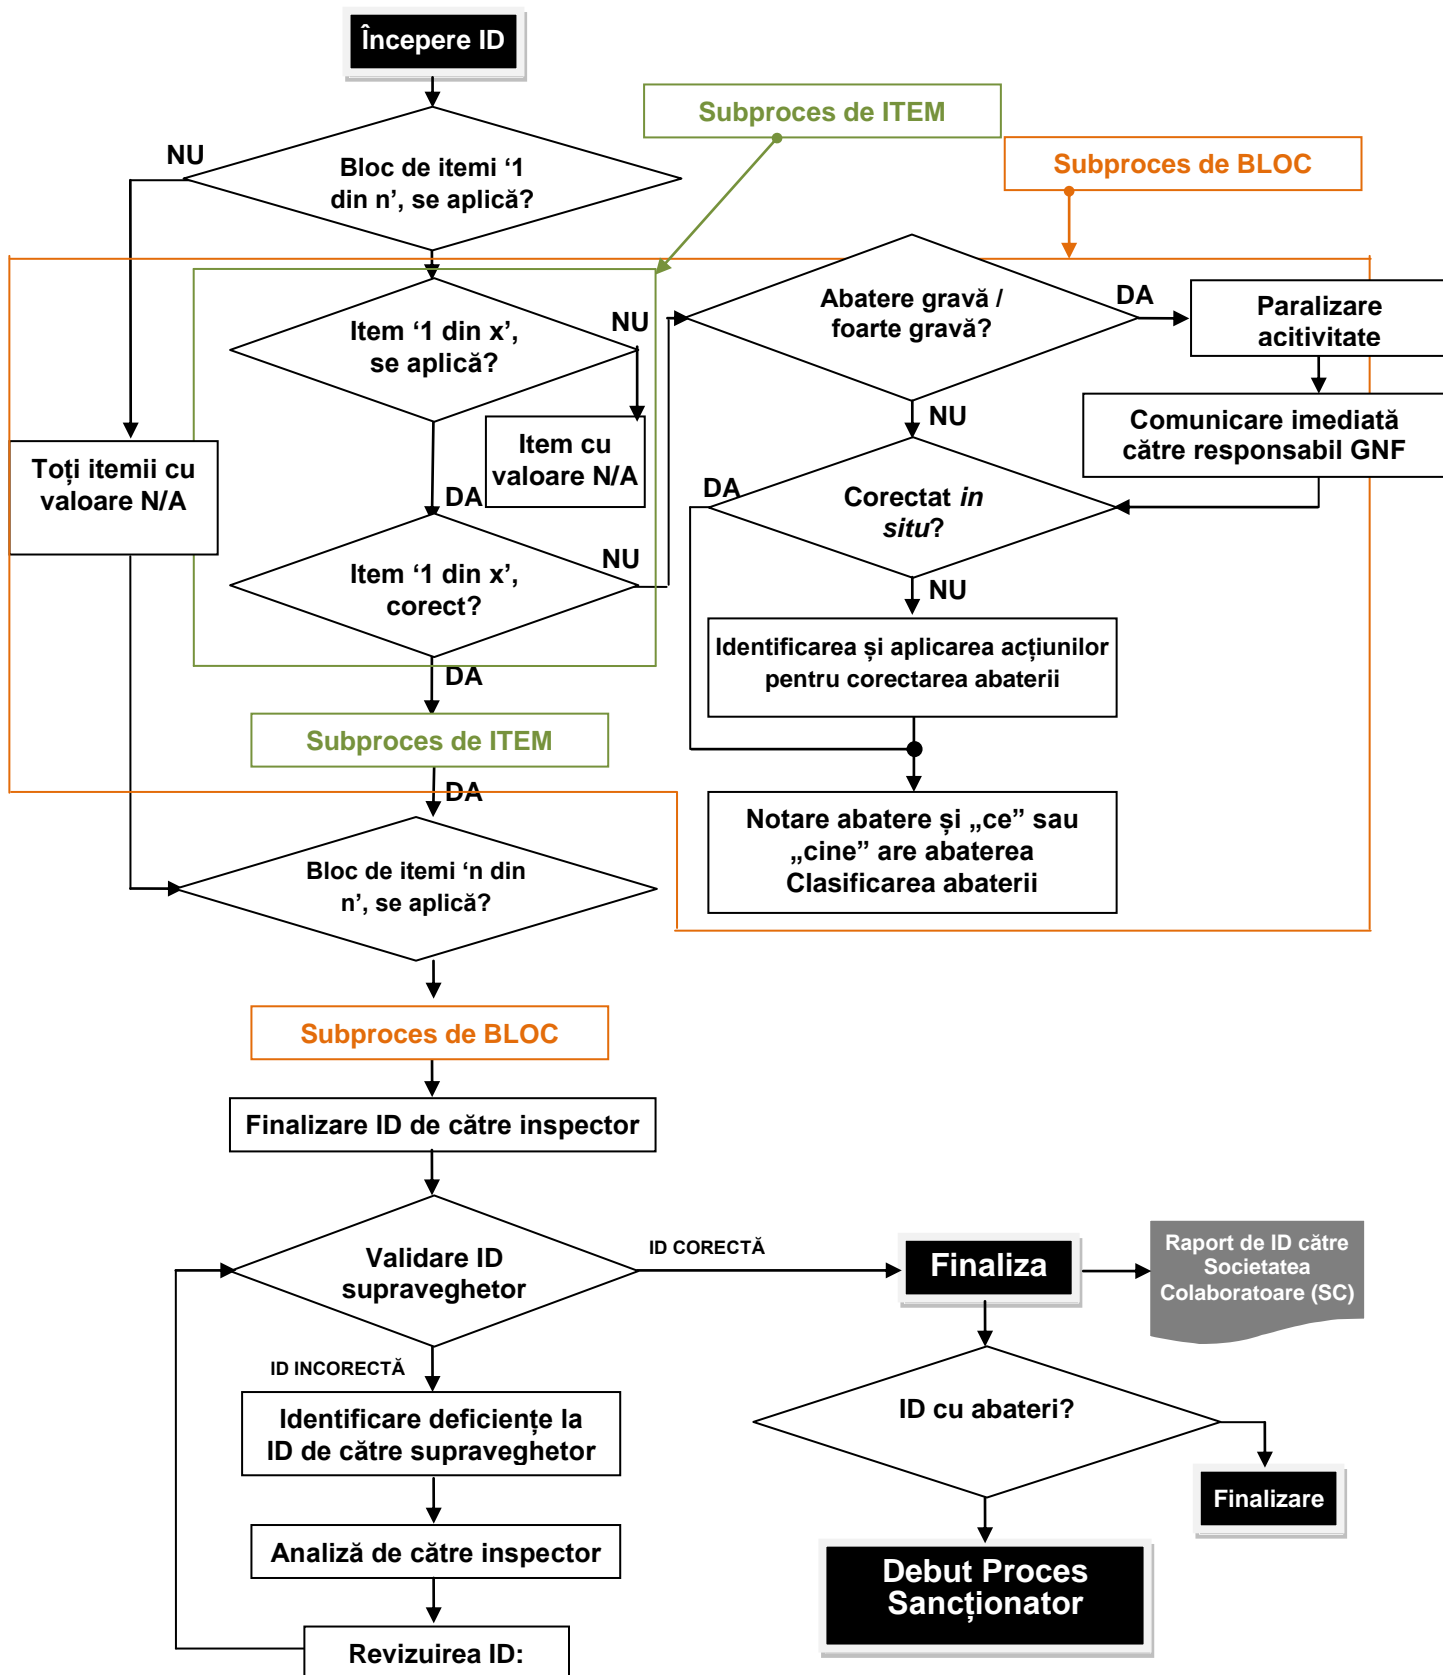 Începere ID
Subproces de ITEM
Subproces de BLOC
NU
Bloc de itemi ‘1
din n’, se aplică?
Item ‘1 din x’,
se aplică?
NU
Abatere gravă /
foarte gravă?
DA
Paralizare
acitivitate
NU
Comunicare imediată
către responsabil GNF
Toți itemii cu
valoare N/A
Item cu
valoare N/A
DA
DA
Corectat in
situ?
Item ‘1 din x’,
corect?
NU
NU
Identificarea și aplicarea acțiunilor
pentru corectarea abaterii
DA
Subproces de ITEM
DA
Notare abatere și „ce” sau
„cine” are abaterea
Clasificarea abaterii
Bloc de itemi ‘n din
n’, se aplică?
Subproces de BLOC
Finalizare ID de către inspector
Validare ID
supraveghetor
ID CORECTĂ
Finaliza
Raport de ID către
Societatea
Colaboratoare (SC)
ID INCORECTĂ
Identificare deficiențe la
ID de către supraveghetor
ID cu abateri?
Finalizare
Analiză de către inspector
Debut Proces
Sancționator
Revizuirea ID: